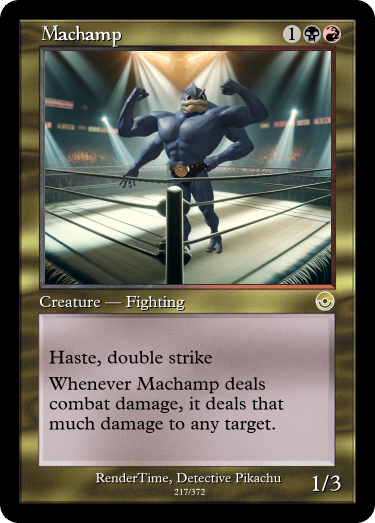 Machamp 1
Creature — Fighting
Haste, double strike
Whenever Machamp deals
combat damage, it deals that
much damage to any target.
RenderTime, Detective Pikachu
217/372
1/3